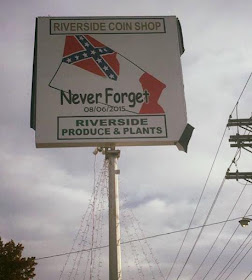 RIVERSIDE COIN SHOP
Never Forget
08/06/2015
RIVERSIDE
PRODUCE & PLANTS